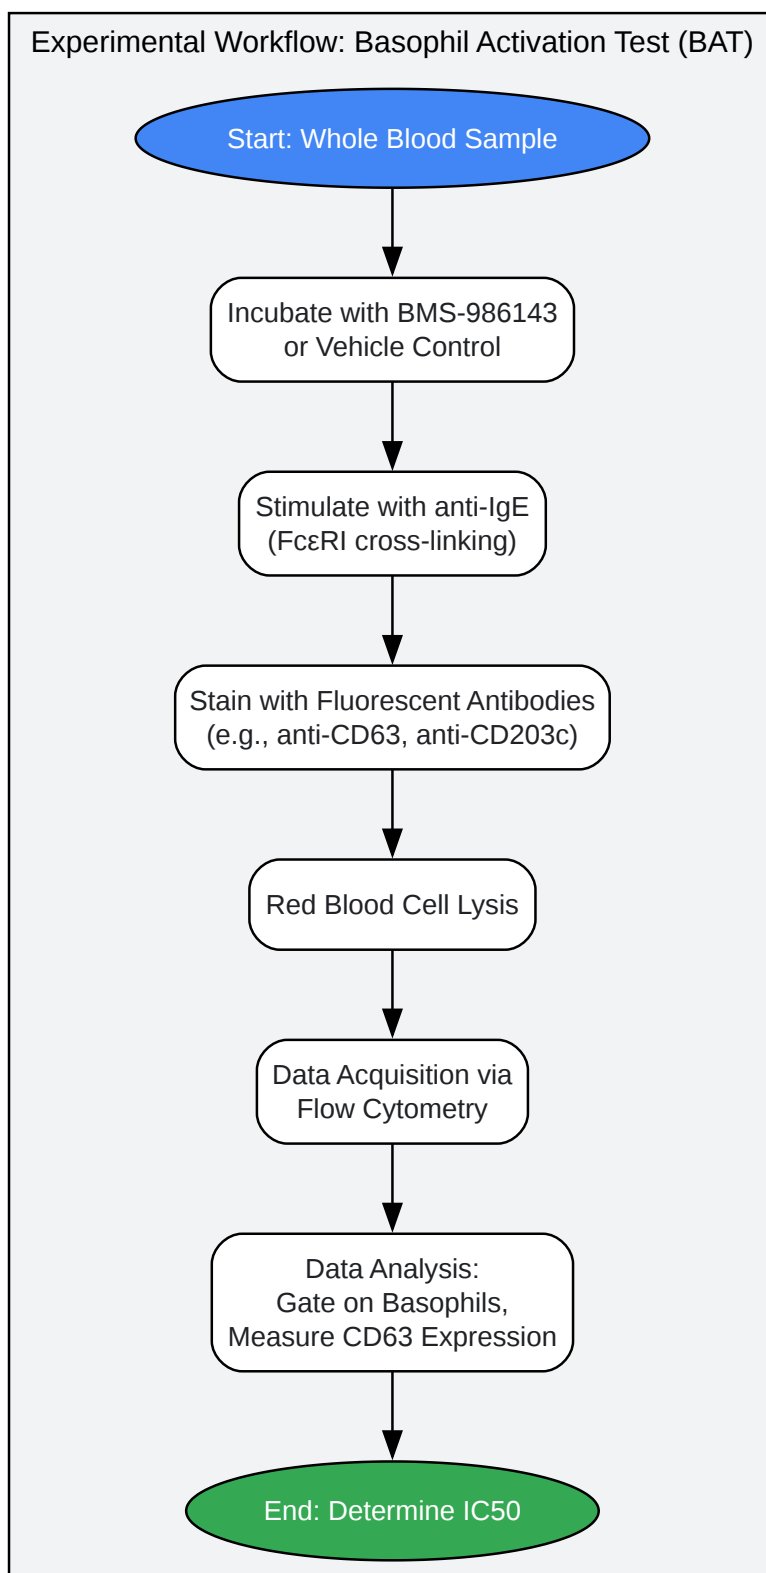 Experimental Workflow: Basophil Activation Test (BAT)
Start: Whole Blood Sample
Incubate with BMS-986143
or Vehicle Control
Stimulate with anti-IgE
(FcεRI cross-linking)
Stain with Fluorescent Antibodies
(e.g., anti-CD63, anti-CD203c)
Red Blood Cell Lysis
Data Acquisition via
Flow Cytometry
Data Analysis:
Gate on Basophils,
Measure CD63 Expression
End: Determine IC50